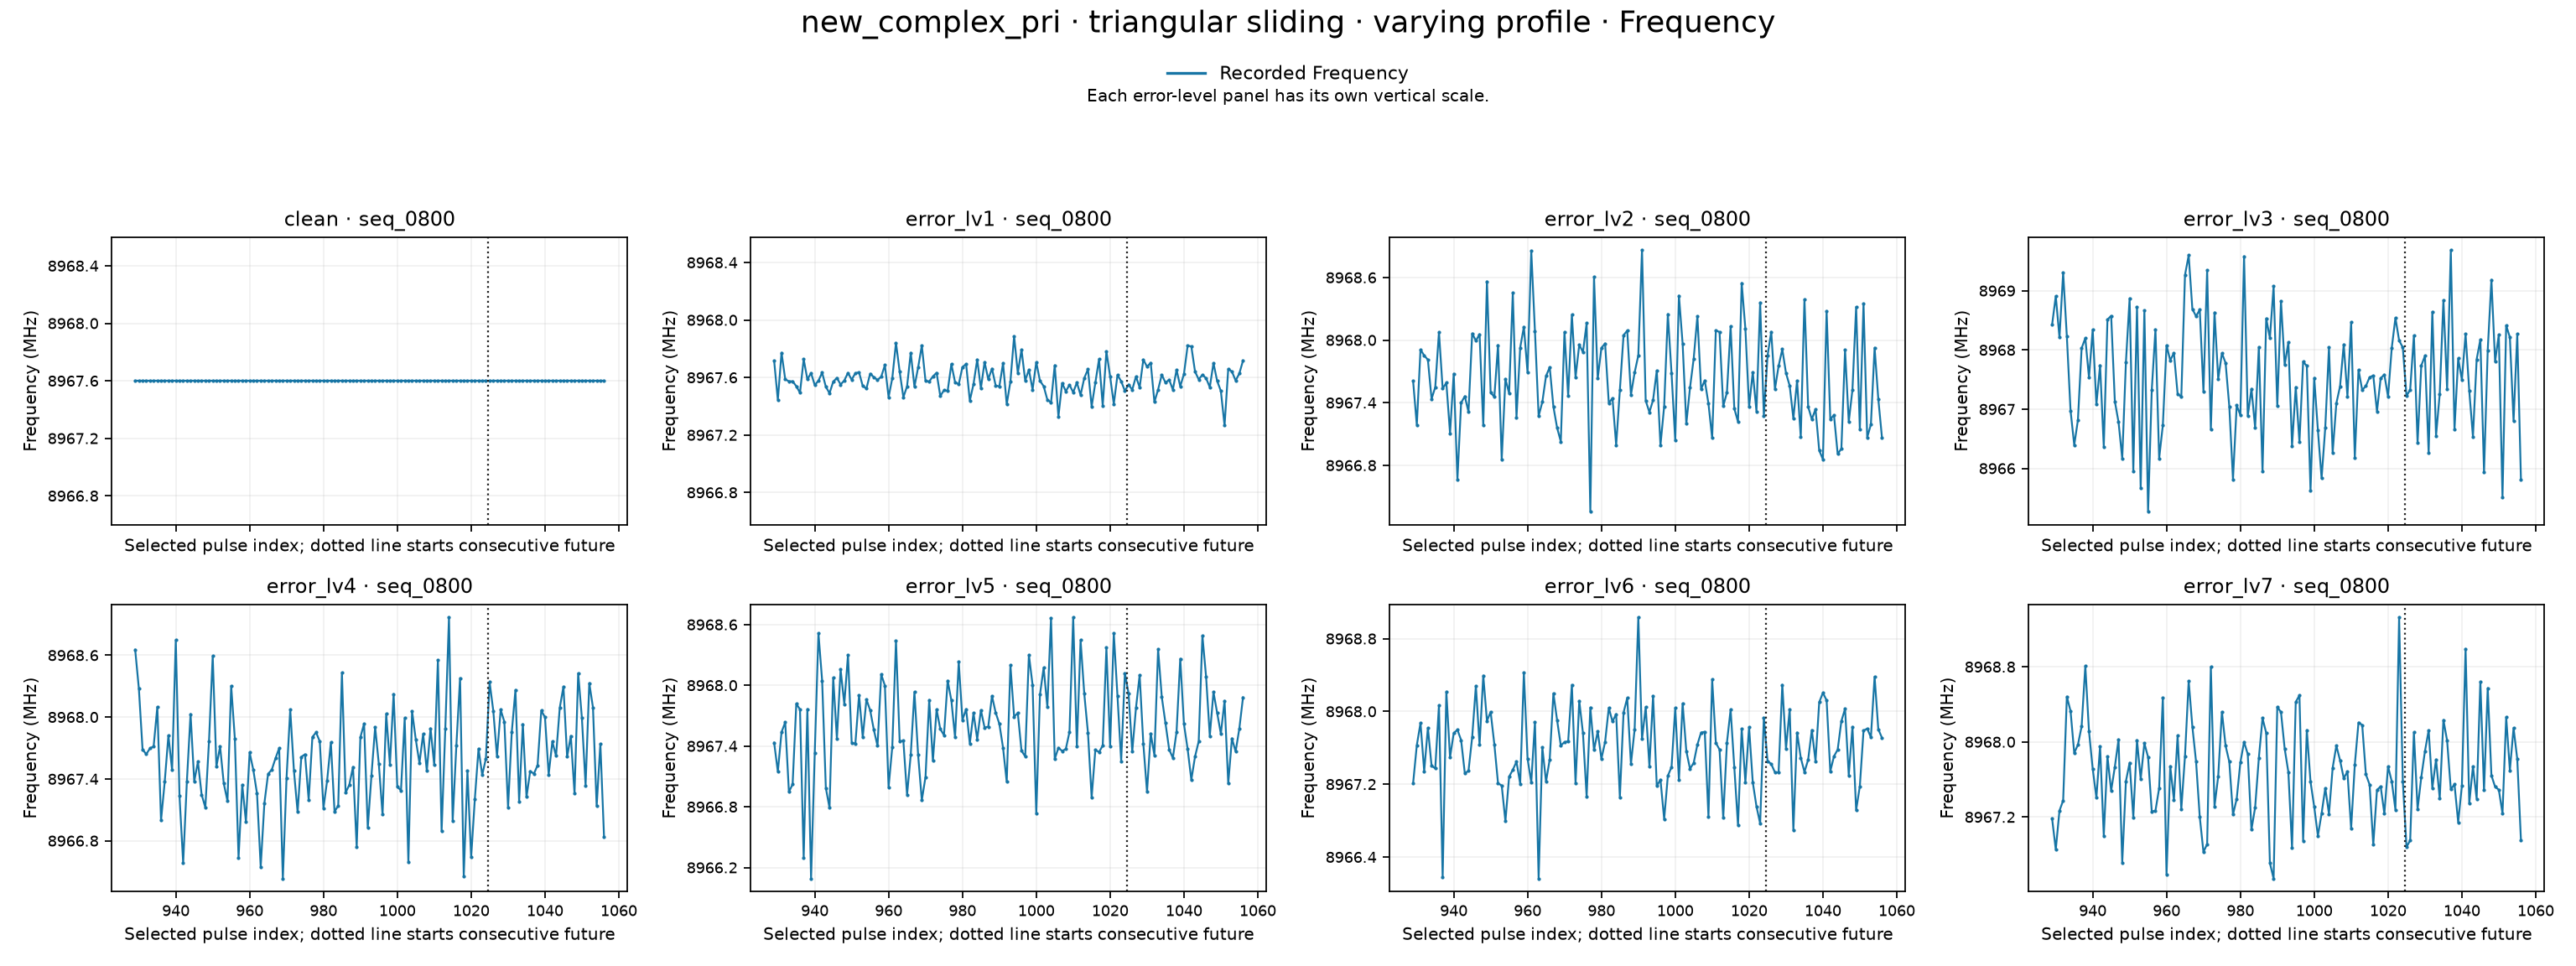 new_complex_pri · triangular sliding · varying profile · Frequency
Recorded Frequency
Each error-level panel has its own vertical scale.
clean · seq_0800
Frequency (MHz)
8968.4
8968.0
8967.6
8967.2
8966.8
Selected pulse index; dotted line starts consecutive future
error_lv1 · seq_0800
Frequency (MHz)
8968.4
8968.0
8967.6
8967.2
8966.8
Selected pulse index; dotted line starts consecutive future
error_lv2 · seq_0800
Frequency (MHz)
8968.6
8968.0
8967.4
8966.8
Selected pulse index; dotted line starts consecutive future
error_lv3 · seq_0800
Frequency (MHz)
8969
8968
8967
8966
Selected pulse index; dotted line starts consecutive future
error_lv4 · seq_0800
Frequency (MHz)
8968.6
8968.0
8967.4
8966.8
940 960 980 1000 1020 1040 1060
Selected pulse index; dotted line starts consecutive future
error_lv5 · seq_0800
Frequency (MHz)
8968.6
8968.0
8967.4
8966.8
8966.2
940 960 980 1000 1020 1040 1060
Selected pulse index; dotted line starts consecutive future
error_lv6 · seq_0800
Frequency (MHz)
8968.8
8968.0
8967.2
8966.4
940 960 980 1000 1020 1040 1060
Selected pulse index; dotted line starts consecutive future
error_lv7 · seq_0800
Frequency (MHz)
8968.8
8968.0
8967.2
940 960 980 1000 1020 1040 1060
Selected pulse index; dotted line starts consecutive future